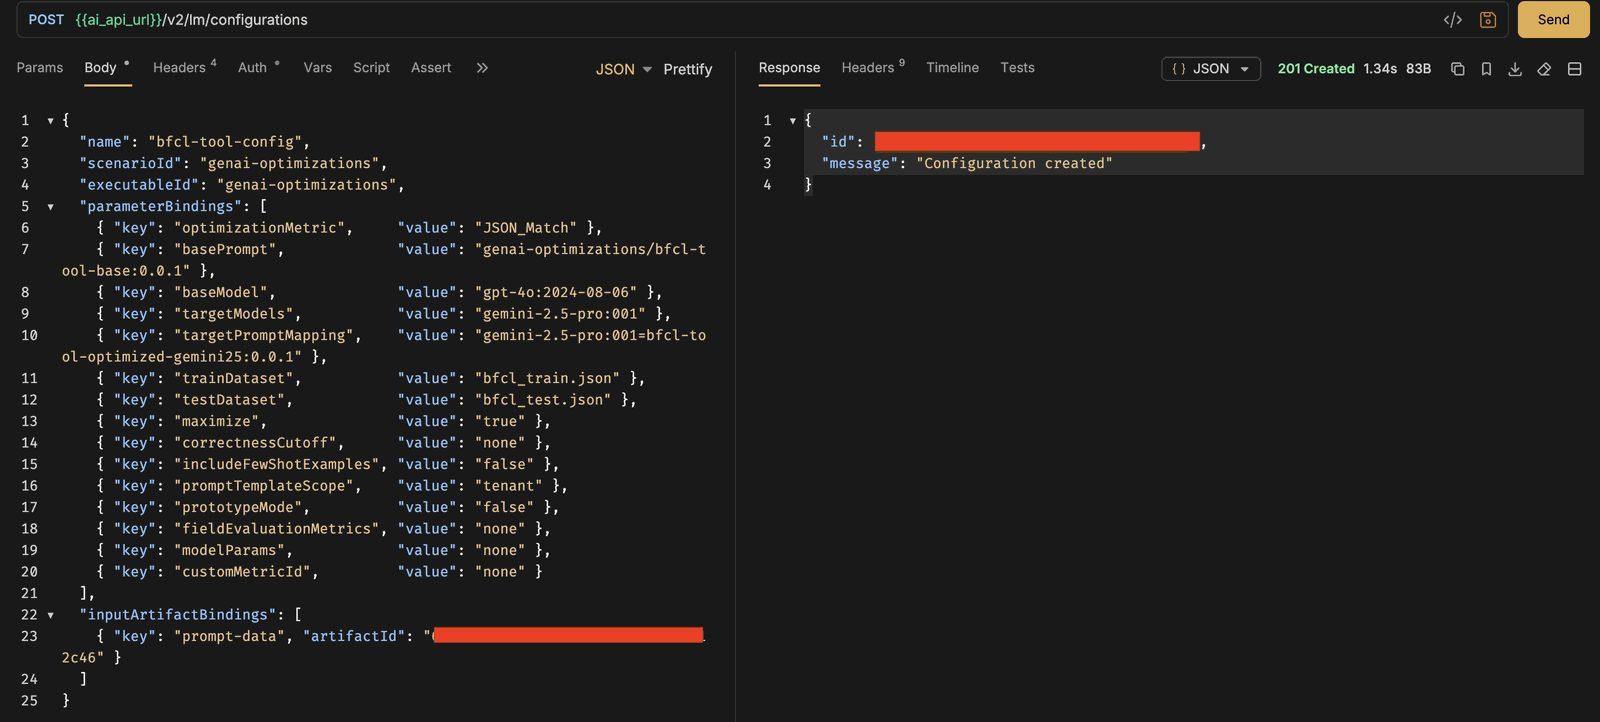 POST {{ai_api_url}}/v2/lm/configurations
Send
Params Body Headers 4 Auth Vars Script Assert JSON Prettify
Response Headers 9 Timeline Tests { } JSON 201 Created 1.34s 83B
1 {
2 "name": "bfcl-tool-config",
3 "scenarioId": "genai-optimizations",
4 "executableId": "genai-optimizations",
5 "parameterBindings": [
6 { "key": "optimizationMetric", "value": "JSON_Match" },
7 { "key": "basePrompt", "value": "genai-optimizations/bfcl-t
ool-base:0.0.1" },
8 { "key": "baseModel", "value": "gpt-4o:2024-08-06" },
9 { "key": "targetModels", "value": "gemini-2.5-pro:001" },
10 { "key": "targetPromptMapping", "value": "gemini-2.5-pro:001=bfcl-to
ol-optimized-gemini25:0.0.1" },
11 { "key": "trainDataset", "value": "bfcl_train.json" },
12 { "key": "testDataset", "value": "bfcl_test.json" },
13 { "key": "maximize", "value": "true" },
14 { "key": "correctnessCutoff", "value": "none" },
15 { "key": "includeFewShotExamples", "value": "false" },
16 { "key": "promptTemplateScope", "value": "tenant" },
17 { "key": "prototypeMode", "value": "false" },
18 { "key": "fieldEvaluationMetrics", "value": "none" },
19 { "key": "modelParams", "value": "none" },
20 { "key": "customMetricId", "value": "none" }
21 ],
22 "inputArtifactBindings": [
23 { "key": "prompt-data", "artifactId": "
2c46" }
24 ]
25 }
1 {
2 "id": ,
3 "message": "Configuration created"
4 }